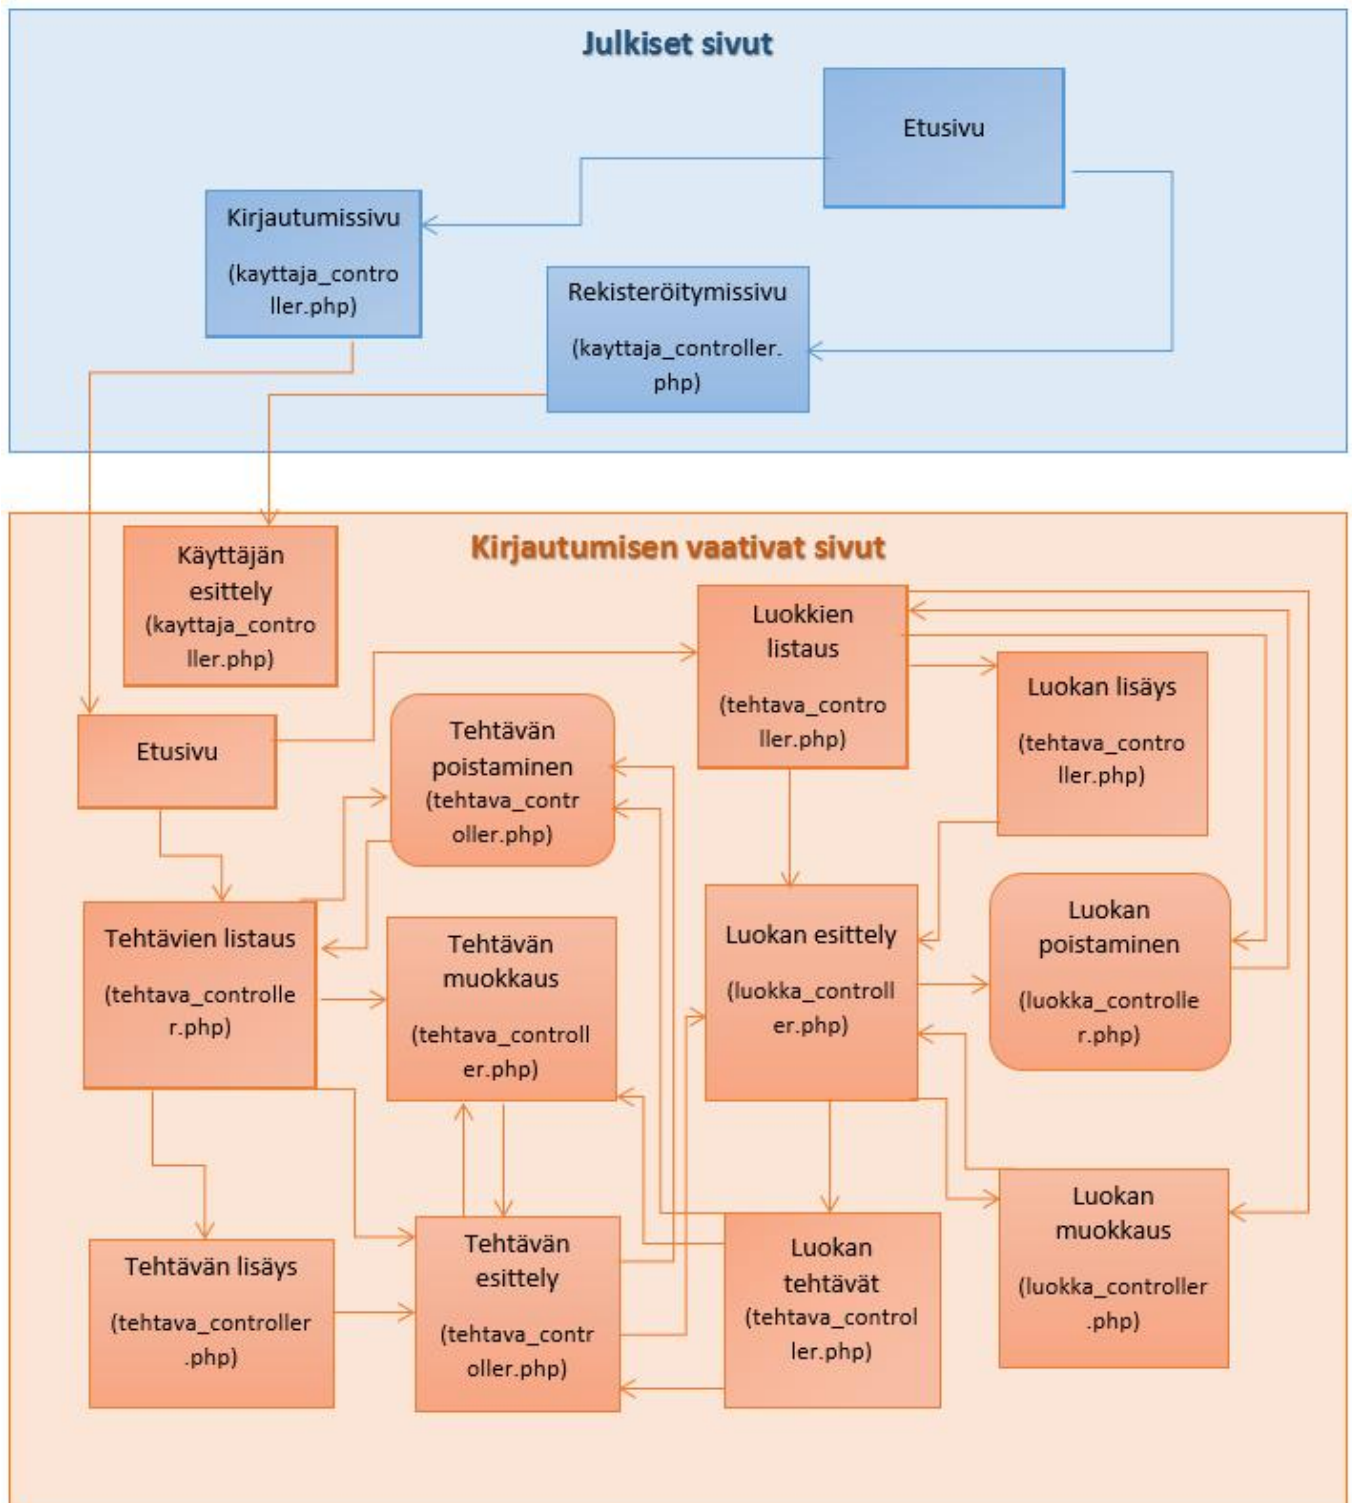 Julkiset sivut
Etusivu
Kirjautumissivu
(kayttaja_contro
ller.php)
Rekisteröitymissivu
(kayttaja_controller.
php)
Kirjautumisen vaativat sivut
Käyttäjän
esittely
(kayttaja_contro
ller.php)
Luokkien
listaus
(tehtava_contro
ller.php)
Luokan lisäys
(tehtava_contro
ller.php)
Etusivu
Tehtävän
poistaminen
(tehtava_contr
oller.php)
Tehtävien listaus
(tehtava_controlle
r.php)
Tehtävän
muokkaus
(tehtava_controll
er.php)
Luokan esittely
(luokka_controll
er.php)
Luokan
poistaminen
(luokka_controlle
r.php)
Tehtävän lisäys
(tehtava_controller
.php)
Tehtävän
esittely
(tehtava_contr
oller.php)
Luokan
tehtävät
(tehtava_control
ler.php)
Luokan
muokkaus
(luokka_controller
.php)